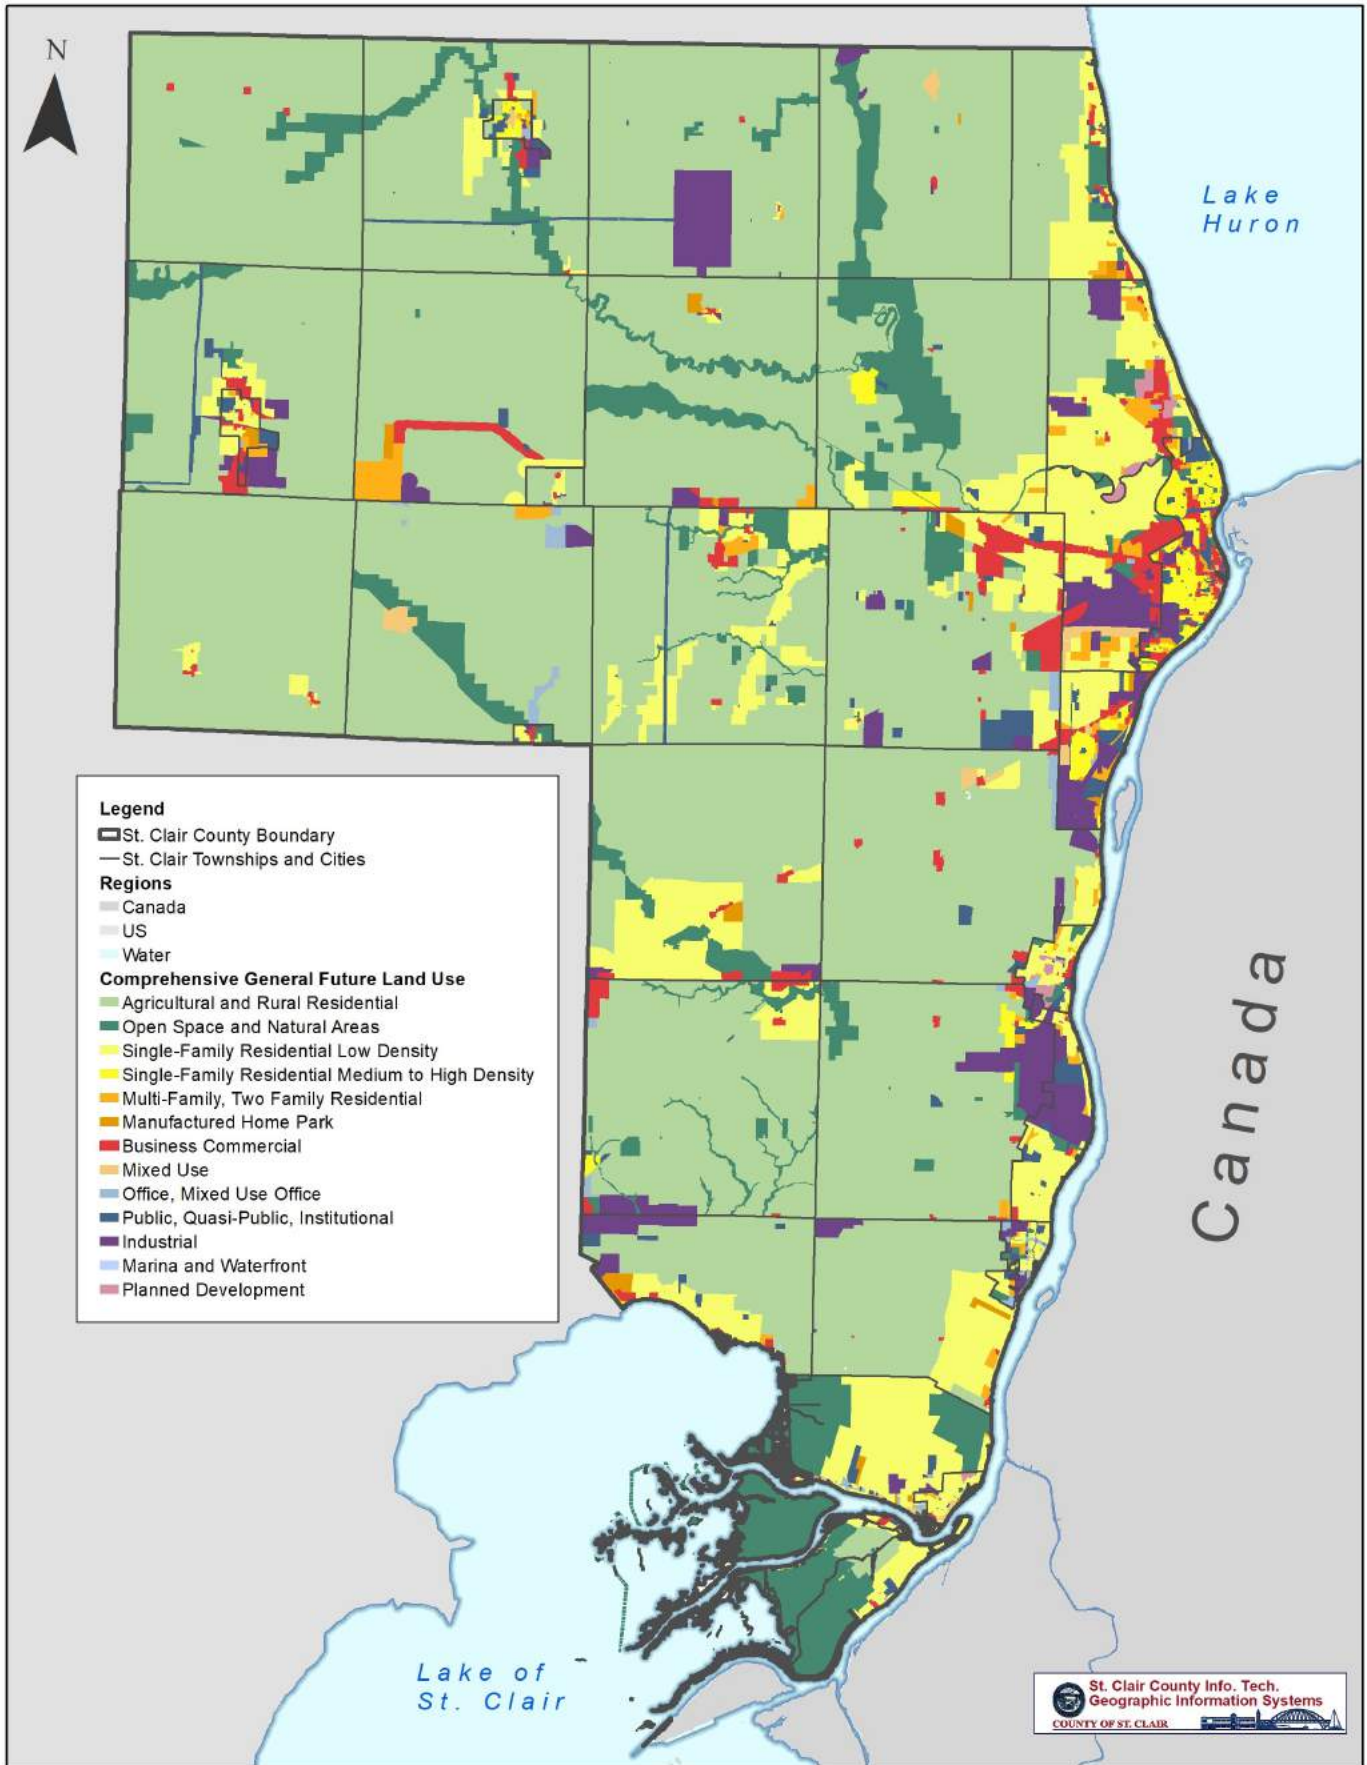 N
Lake
Huron
Legend
St. Clair County Boundary
St. Clair Townships and Cities
Regions
Canada
US
Water
Comprehensive General Future Land Use
Agricultural and Rural Residential
Open Space and Natural Areas
Single-Family Residential Low Density
Single-Family Residential Medium to High Density
Multi-Family, Two Family Residential
Manufactured Home Park
Business Commercial
Mixed Use
Office, Mixed Use Office
Public, Quasi-Public, Institutional
Industrial
Marina and Waterfront
Planned Development
Canada
Lake of
St. Clair
St. Clair County Info. Tech.
Geographic Information Systems
COUNTY OF ST. CLAIR